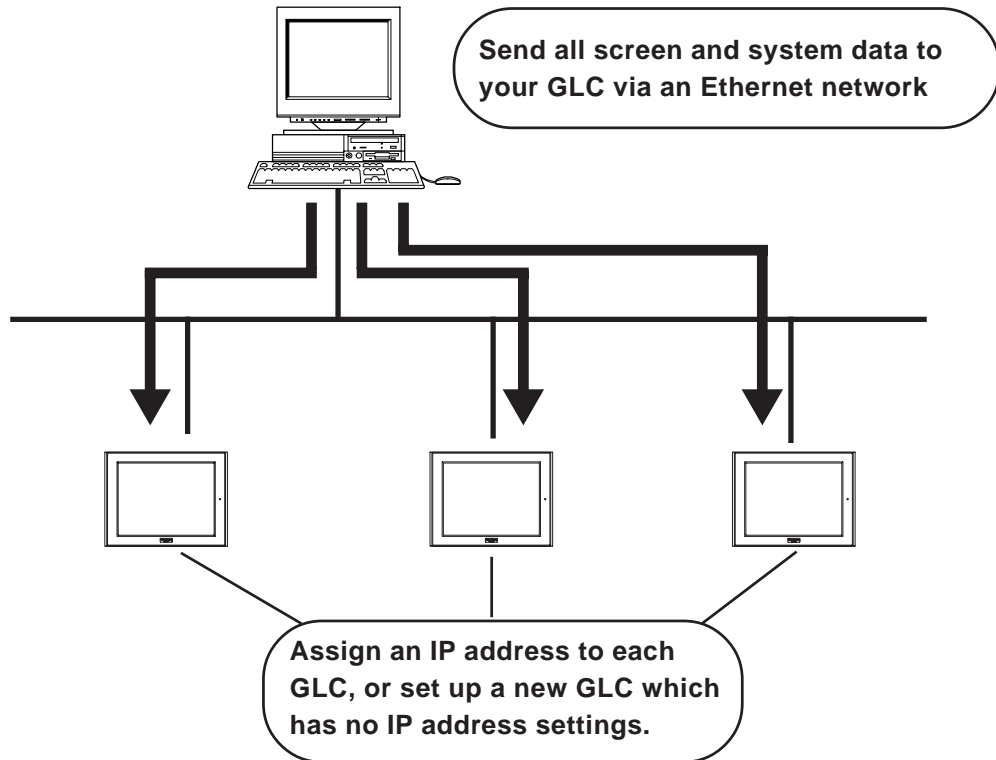 Send all screen and system data to
your GLC via an Ethernet network
Assign an IP address to each
GLC, or set up a new GLC which
has no IP address settings.